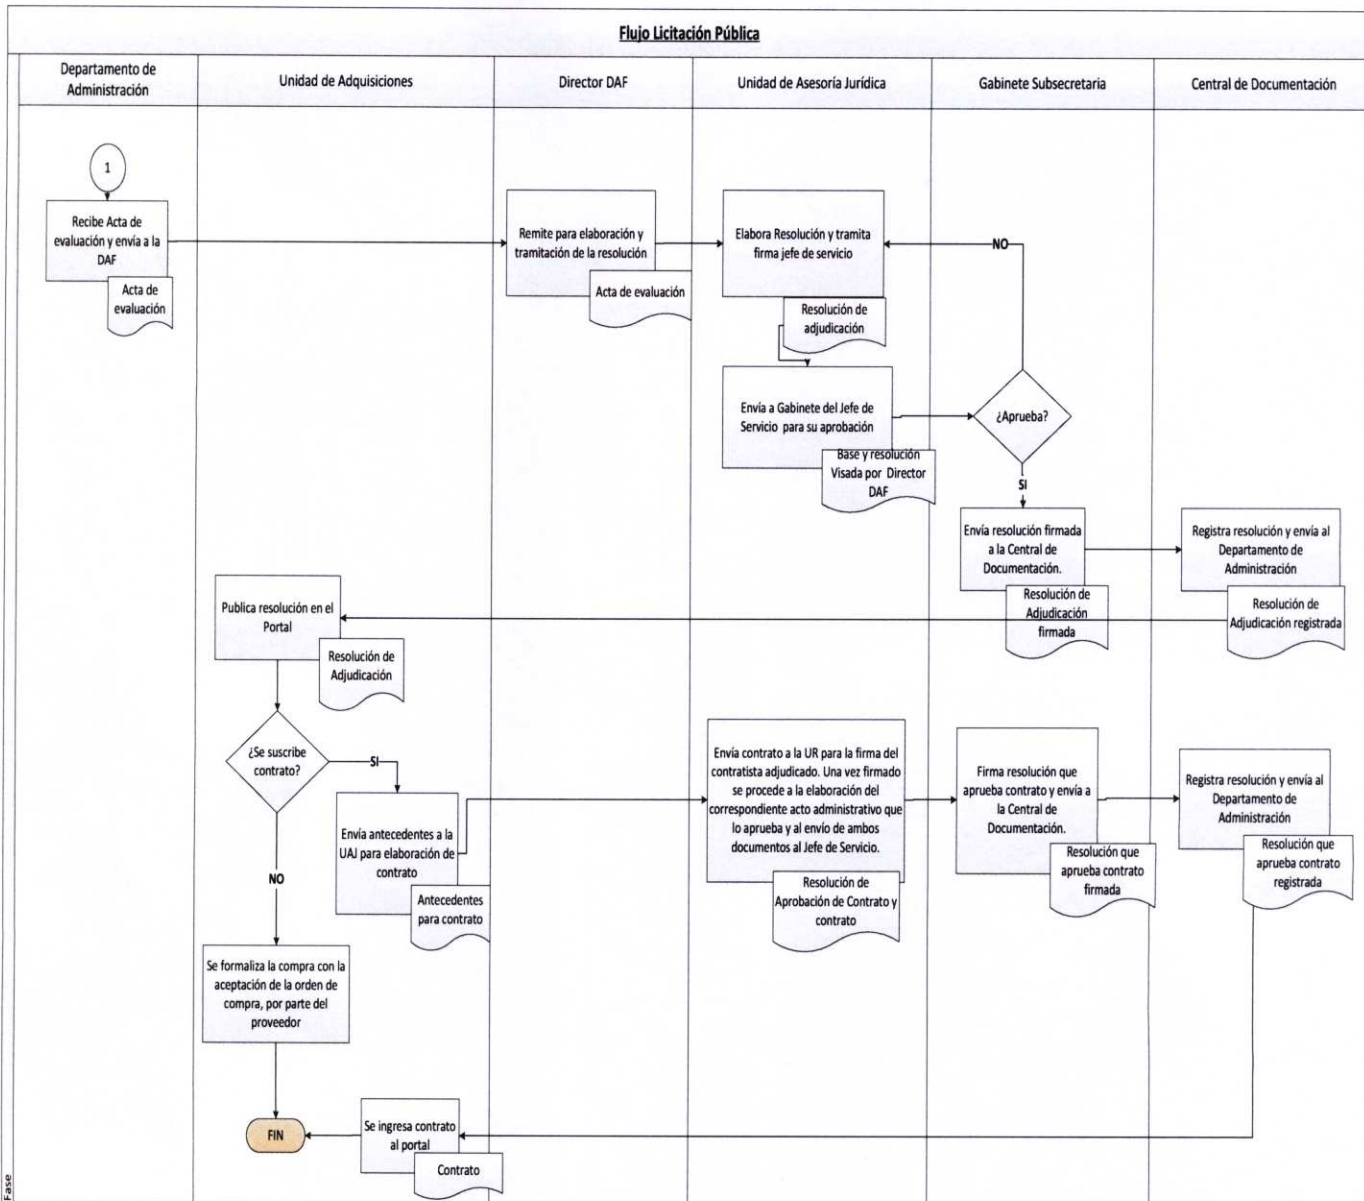 Flujo Licitación Pública
Departamento de
Administración
Unidad de Adquisiciones
Director DAF
Unidad de Asesoría Jurídica
Gabinete Subsecretaria
Central de Documentación
1
Recibe Acta de
evaluación y envía a la
DAF
Acta de
evaluación
Remite para elaboración y
tramitación de la resolución
Acta de evaluación
Elabora Resolución y tramita
firma jefe de servicio
Resolución de
adjudicación
NO
Envía a Gabinete del Jefe de
Servicio para su aprobación
Base y resolución
Visada por Director
DAF
¿Aprueba?
SI
Envía resolución firmada
a la Central de
Documentación.
Resolución de
Adjudicación
firmada
Registra resolución y envía al
Departamento de
Administración
Resolución de
Adjudicación registrada
Publica resolución en el
Portal
Resolución de
Adjudicación
¿Se suscribe
contrato?
SI
Envía antecedentes a la
UAJ para elaboración de
contrato
Antecedentes
para contrato
Envía contrato a la UR para la firma del
contratista adjudicado. Una vez firmado
se procede a la elaboración del
correspondiente acto administrativo que
lo aprueba y al envío de ambos
documentos al Jefe de Servicio.
Resolución de
Aprobación de Contrato y
contrato
Firma resolución que
aprueba contrato y envía a
la Central de
Documentación.
Resolución que
aprueba contrato
firmada
Registra resolución y envía al
Departamento de
Administración
Resolución que
aprueba contrato
registrada
NO
Se formaliza la compra con la
aceptación de la orden de
compra, por parte del
proveedor
FIN
Se ingresa contrato
al portal
Contrato
Fase